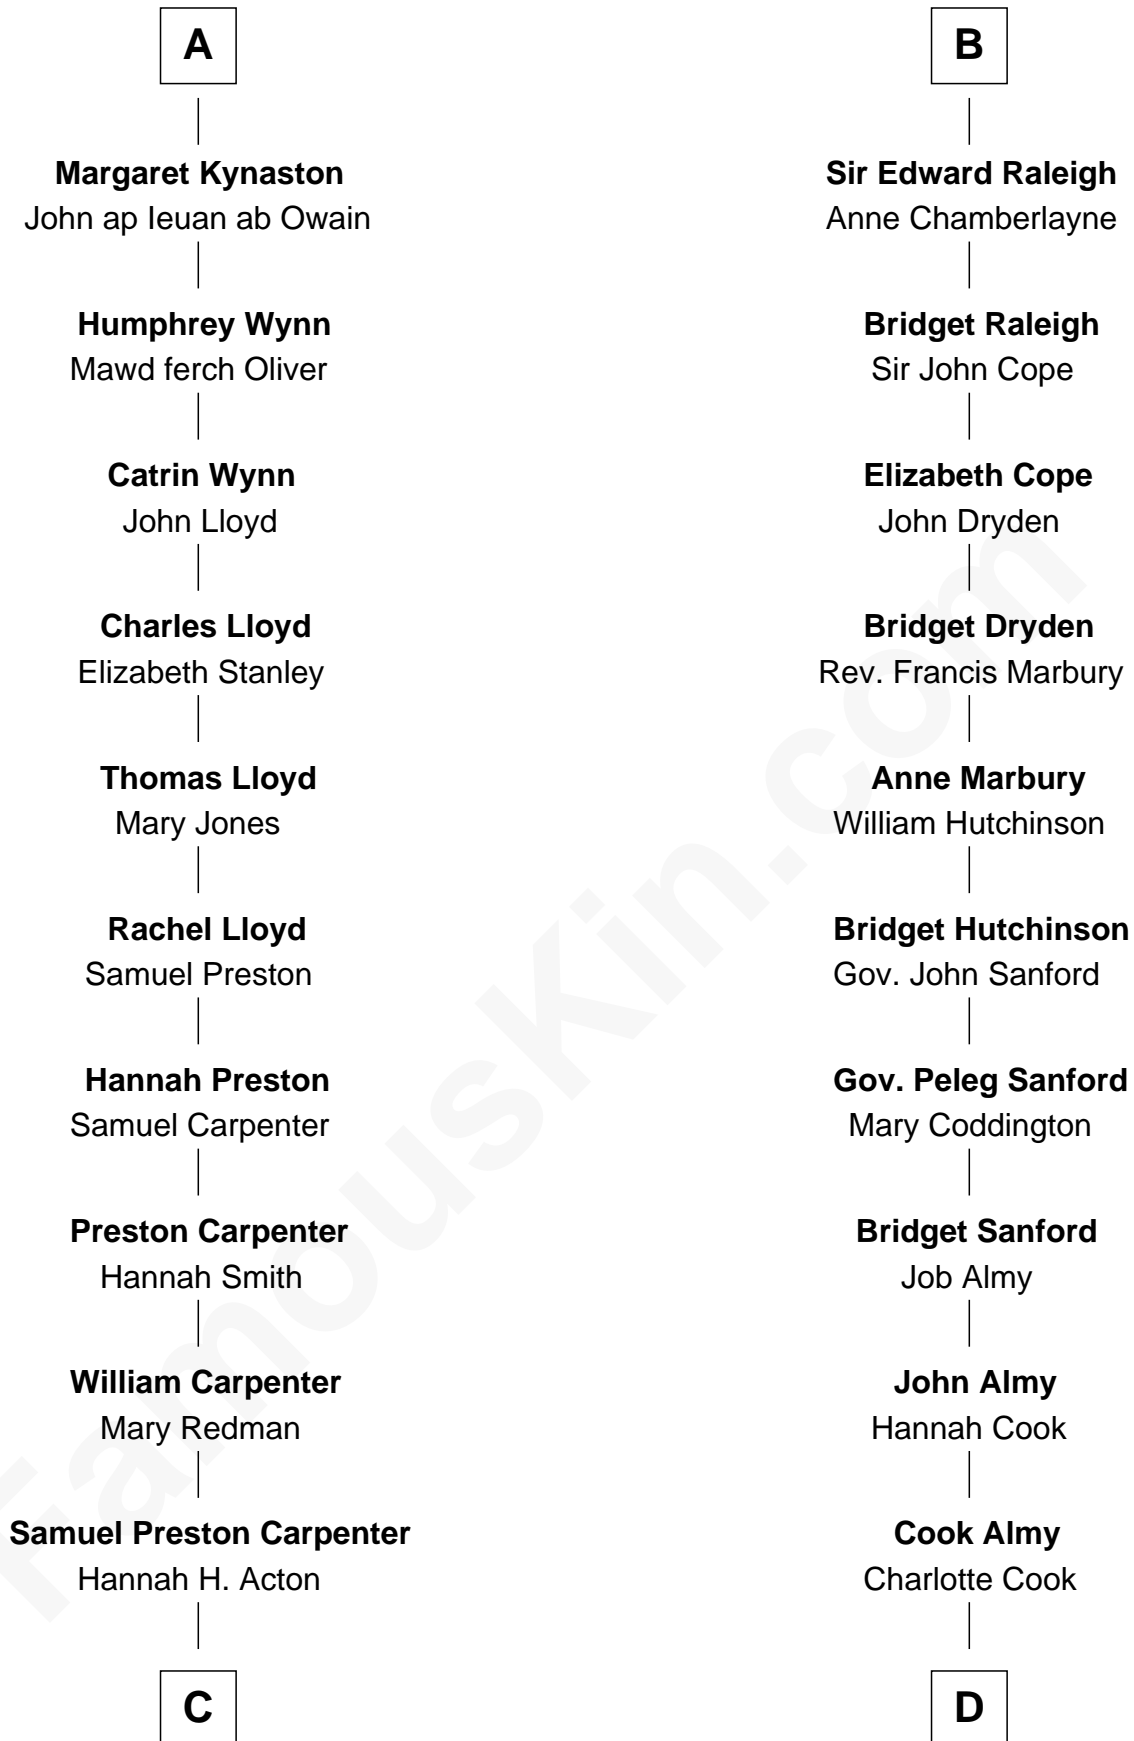 A
Margaret Kynaston
John ap Ieuan ab Owain
Humphrey Wynn
Mawd ferch Oliver
Catrin Wynn
John Lloyd
Charles Lloyd
Elizabeth Stanley
Thomas Lloyd
Mary Jones
Rachel Lloyd
Samuel Preston
Hannah Preston
Samuel Carpenter
Preston Carpenter
Hannah Smith
William Carpenter
Mary Redman
Samuel Preston Carpenter
Hannah H. Acton
C
B
Sir Edward Raleigh
Anne Chamberlayne
Bridget Raleigh
Sir John Cope
Elizabeth Cope
John Dryden
Bridget Dryden
Rev. Francis Marbury
Anne Marbury
William Hutchinson
Bridget Hutchinson
Gov. John Sanford
Gov. Peleg Sanford
Mary Coddington
Bridget Sanford
Job Almy
John Almy
Hannah Cook
Cook Almy
Charlotte Cook
D
FamousKin.com